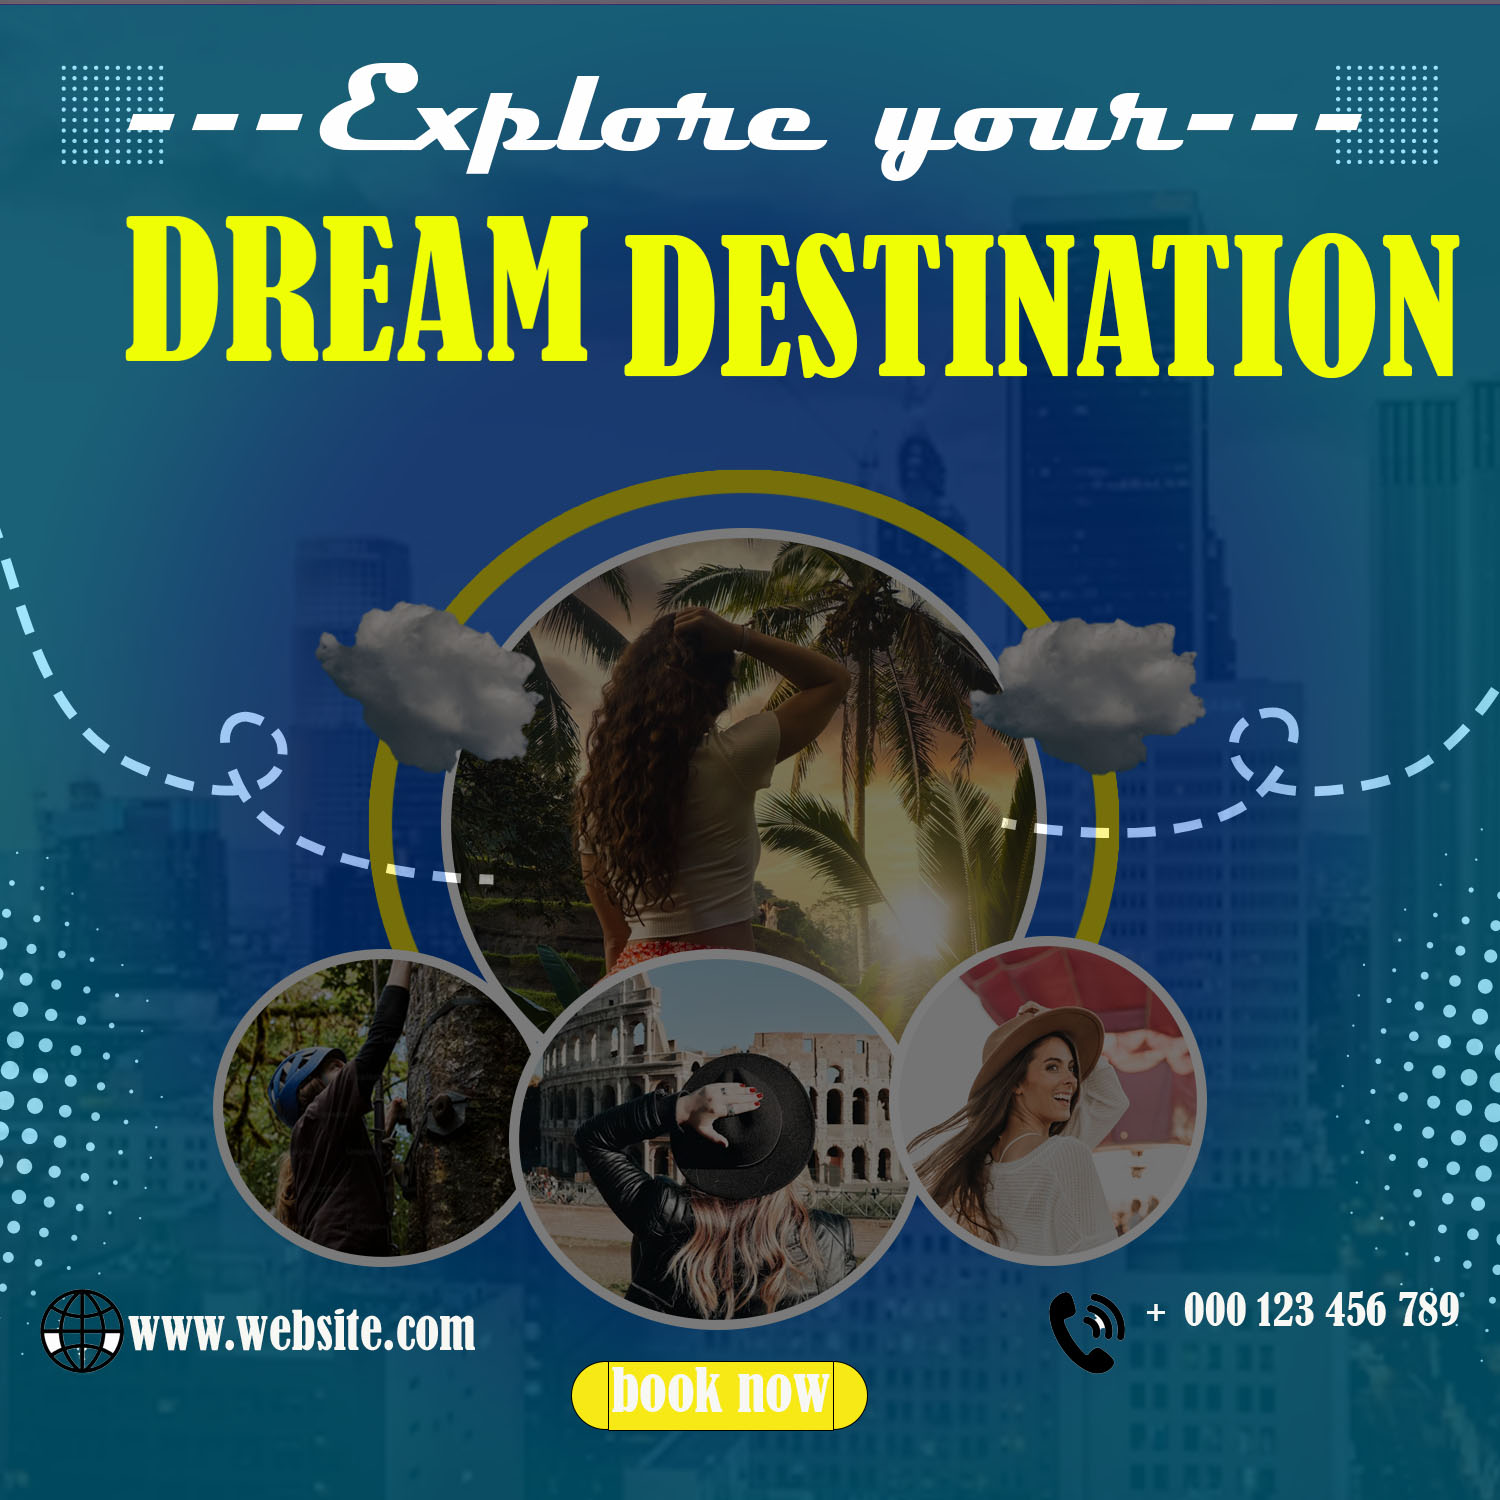 ---Explore your---
DREAM DESTINATION
www.website.com
+ 000 123 456 789
book now